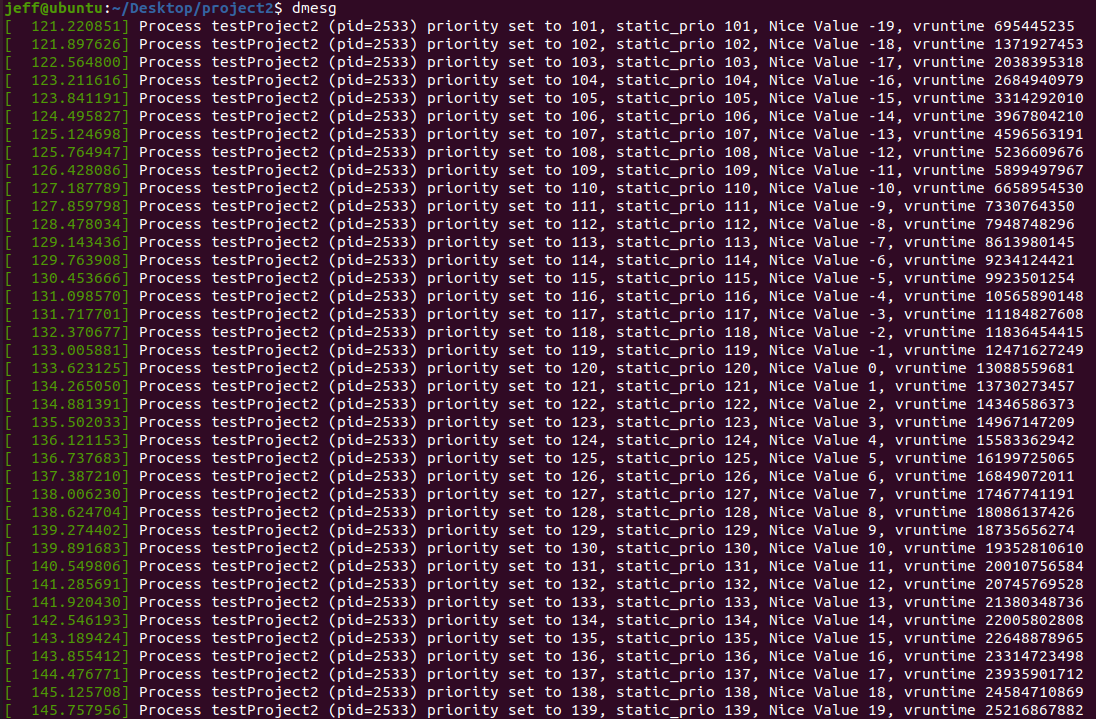 jeff@ubuntu:~/Desktop/project2$ dmesg
[  121.220851] Process testProject2 (pid=2533) priority set to 101, static_prio 101, Nice Value -19, vruntime 695445235
[  121.897626] Process testProject2 (pid=2533) priority set to 102, static_prio 102, Nice Value -18, vruntime 1371927453
[  122.564800] Process testProject2 (pid=2533) priority set to 103, static_prio 103, Nice Value -17, vruntime 2038395318
[  123.211616] Process testProject2 (pid=2533) priority set to 104, static_prio 104, Nice Value -16, vruntime 2684940979
[  123.841191] Process testProject2 (pid=2533) priority set to 105, static_prio 105, Nice Value -15, vruntime 3314292010
[  124.495827] Process testProject2 (pid=2533) priority set to 106, static_prio 106, Nice Value -14, vruntime 3967804210
[  125.124698] Process testProject2 (pid=2533) priority set to 107, static_prio 107, Nice Value -13, vruntime 4596563191
[  125.764947] Process testProject2 (pid=2533) priority set to 108, static_prio 108, Nice Value -12, vruntime 5236609676
[  126.428086] Process testProject2 (pid=2533) priority set to 109, static_prio 109, Nice Value -11, vruntime 5899497967
[  127.187789] Process testProject2 (pid=2533) priority set to 110, static_prio 110, Nice Value -10, vruntime 6658954530
[  127.859798] Process testProject2 (pid=2533) priority set to 111, static_prio 111, Nice Value -9, vruntime 7330764350
[  128.478034] Process testProject2 (pid=2533) priority set to 112, static_prio 112, Nice Value -8, vruntime 7948748296
[  129.143436] Process testProject2 (pid=2533) priority set to 113, static_prio 113, Nice Value -7, vruntime 8613980145
[  129.763908] Process testProject2 (pid=2533) priority set to 114, static_prio 114, Nice Value -6, vruntime 9234124421
[  130.453666] Process testProject2 (pid=2533) priority set to 115, static_prio 115, Nice Value -5, vruntime 9923501254
[  131.098570] Process testProject2 (pid=2533) priority set to 116, static_prio 116, Nice Value -4, vruntime 10565890148
[  131.717701] Process testProject2 (pid=2533) priority set to 117, static_prio 117, Nice Value -3, vruntime 11184827608
[  132.370677] Process testProject2 (pid=2533) priority set to 118, static_prio 118, Nice Value -2, vruntime 11836454415
[  133.005881] Process testProject2 (pid=2533) priority set to 119, static_prio 119, Nice Value -1, vruntime 12471627249
[  133.623125] Process testProject2 (pid=2533) priority set to 120, static_prio 120, Nice Value 0, vruntime 13088559681
[  134.265050] Process testProject2 (pid=2533) priority set to 121, static_prio 121, Nice Value 1, vruntime 13730273457
[  134.881391] Process testProject2 (pid=2533) priority set to 122, static_prio 122, Nice Value 2, vruntime 14346586373
[  135.502033] Process testProject2 (pid=2533) priority set to 123, static_prio 123, Nice Value 3, vruntime 14967147209
[  136.121153] Process testProject2 (pid=2533) priority set to 124, static_prio 124, Nice Value 4, vruntime 15583362942
[  136.737683] Process testProject2 (pid=2533) priority set to 125, static_prio 125, Nice Value 5, vruntime 16199725065
[  137.387210] Process testProject2 (pid=2533) priority set to 126, static_prio 126, Nice Value 6, vruntime 16849072011
[  138.006230] Process testProject2 (pid=2533) priority set to 127, static_prio 127, Nice Value 7, vruntime 17467741191
[  138.624704] Process testProject2 (pid=2533) priority set to 128, static_prio 128, Nice Value 8, vruntime 18086137426
[  139.274402] Process testProject2 (pid=2533) priority set to 129, static_prio 129, Nice Value 9, vruntime 18735656274
[  139.891683] Process testProject2 (pid=2533) priority set to 130, static_prio 130, Nice Value 10, vruntime 19352810610
[  140.549806] Process testProject2 (pid=2533) priority set to 131, static_prio 131, Nice Value 11, vruntime 20010756584
[  141.285691] Process testProject2 (pid=2533) priority set to 132, static_prio 132, Nice Value 12, vruntime 20745769528
[  141.920430] Process testProject2 (pid=2533) priority set to 133, static_prio 133, Nice Value 13, vruntime 21380348736
[  142.546193] Process testProject2 (pid=2533) priority set to 134, static_prio 134, Nice Value 14, vruntime 22005802808
[  143.189424] Process testProject2 (pid=2533) priority set to 135, static_prio 135, Nice Value 15, vruntime 22648878965
[  143.855412] Process testProject2 (pid=2533) priority set to 136, static_prio 136, Nice Value 16, vruntime 23314723498
[  144.476771] Process testProject2 (pid=2533) priority set to 137, static_prio 137, Nice Value 17, vruntime 23935901712
[  145.125708] Process testProject2 (pid=2533) priority set to 138, static_prio 138, Nice Value 18, vruntime 24584710869
[  145.757956] Process testProject2 (pid=2533) priority set to 139, static_prio 139, Nice Value 19, vruntime 25216867882